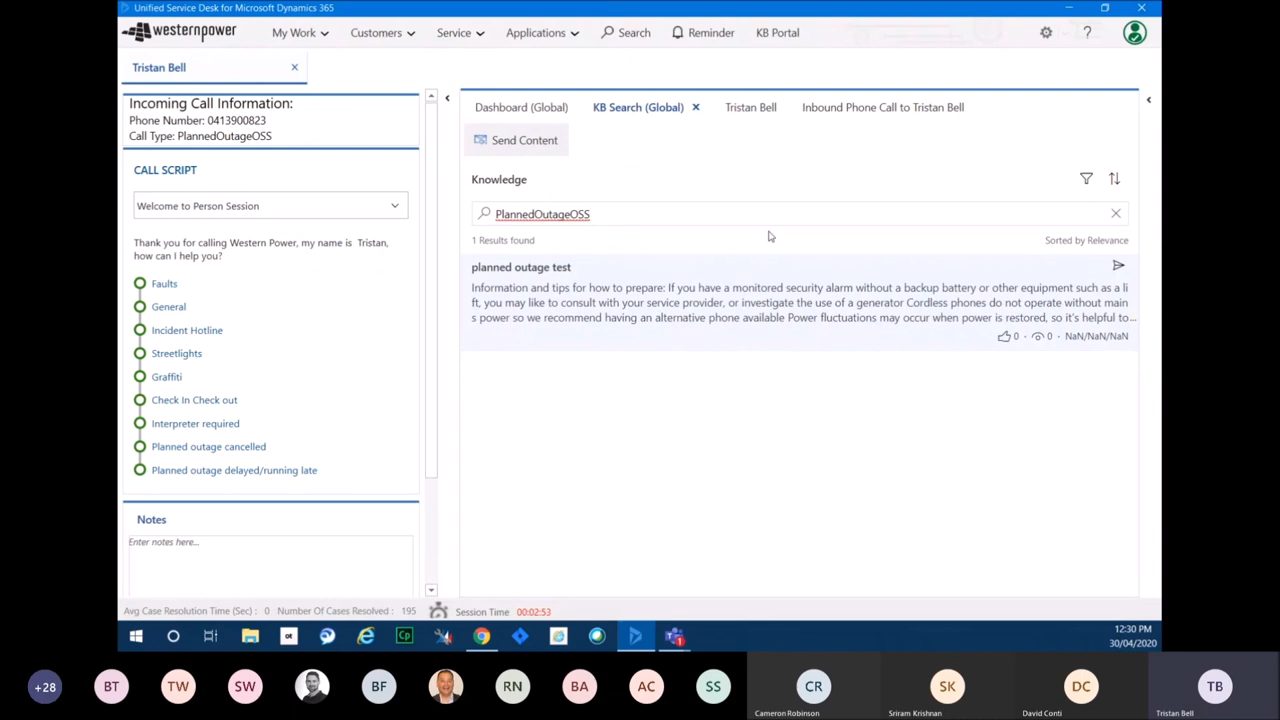 Unified Service Desk for Microsoft Dynamics 365
westernpower
My Work
Customers
Service
Applications
Search
Reminder
KB Portal
?
Tristan Bell
Incoming Call Information:
Phone Number: 0413900823
Call Type: PlannedOutageOSS
CALL SCRIPT
Welcome to Person Session
Thank you for calling Western Power, my name is Tristan,
how can I help you?
Faults
General
Incident Hotline
Streetlights
Graffiti
Check In Check out
Interpreter required
Planned outage cancelled
Planned outage delayed/running late
Notes
Enter notes here...
Dashboard (Global)
KB Search (Global)
Tristan Bell
Inbound Phone Call to Tristan Bell
Send Content
Knowledge
PlannedOutageOSS
1 Results found
Sorted by Relevance
planned outage test
Information and tips for how to prepare: If you have a monitored security alarm without a backup battery or other equipment such as a li
ft, you may like to consult with your service provider, or investigate the use of a generator Cordless phones do not operate without main
s power so we recommend having an alternative phone available Power fluctuations may occur when power is restored, so it's helpful to...
0 · 0 · NaN/NaN/NaN
Avg Case Resolution Time (Sec) : 0 Number Of Cases Resolved : 195
Session Time 00:02:53
ot
Cp
1
12:30 PM
30/04/2020
+28
BT
TW
SW
BF
RN
BA
AC
SS
CR
Cameron Robinson
SK
Sriram Krishnan
DC
David Conti
TB
Tristan Bell